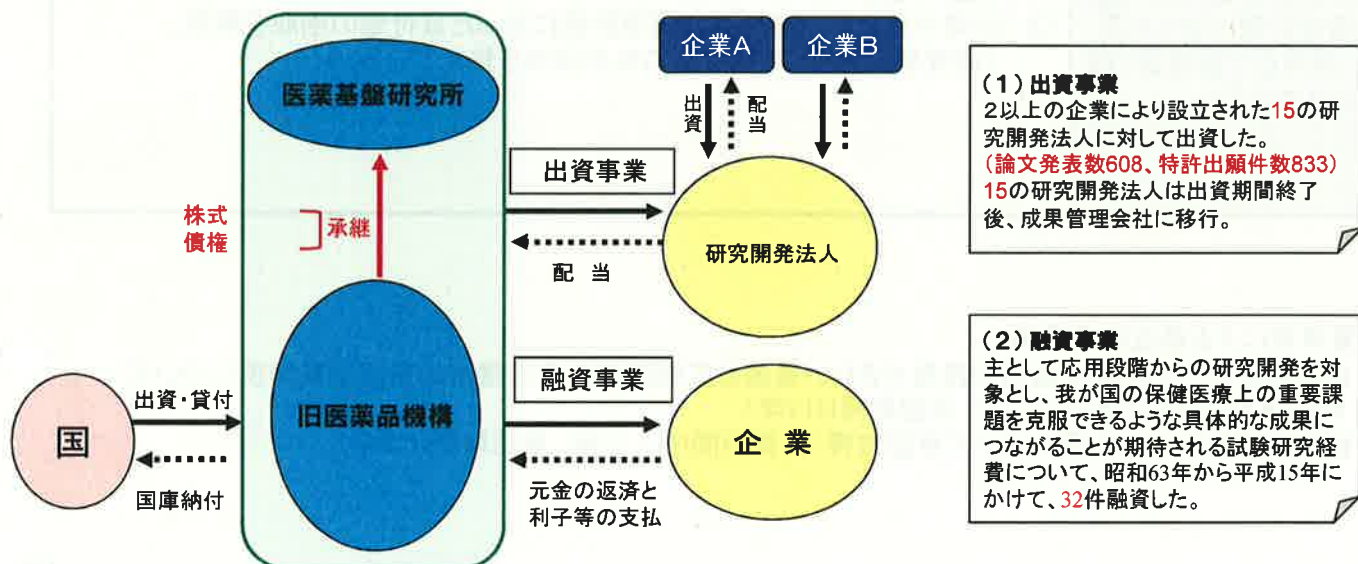 企業A
企業B
医薬基盤研究所
出資
配当
出資事業
株式
債権
承継
配 当
研究開発法人
融資事業
出資・貸付
国
国庫納付
旧医薬品機構
企 業
元金の返済と
利子等の支払
(1)出資事業
2以上の企業により設立された15の研
究開発法人に対して出資した。
(論文発表数608、特許出願件数833)
15の研究開発法人は出資期間終了
後、成果管理会社に移行。
(2)融資事業
主として応用段階からの研究開発を対
象とし、我が国の保健医療上の重要課
題を克服できるような具体的な成果に
つながることが期待される試験研究経
費について、昭和63年から平成15年に
かけて、32件融資した。